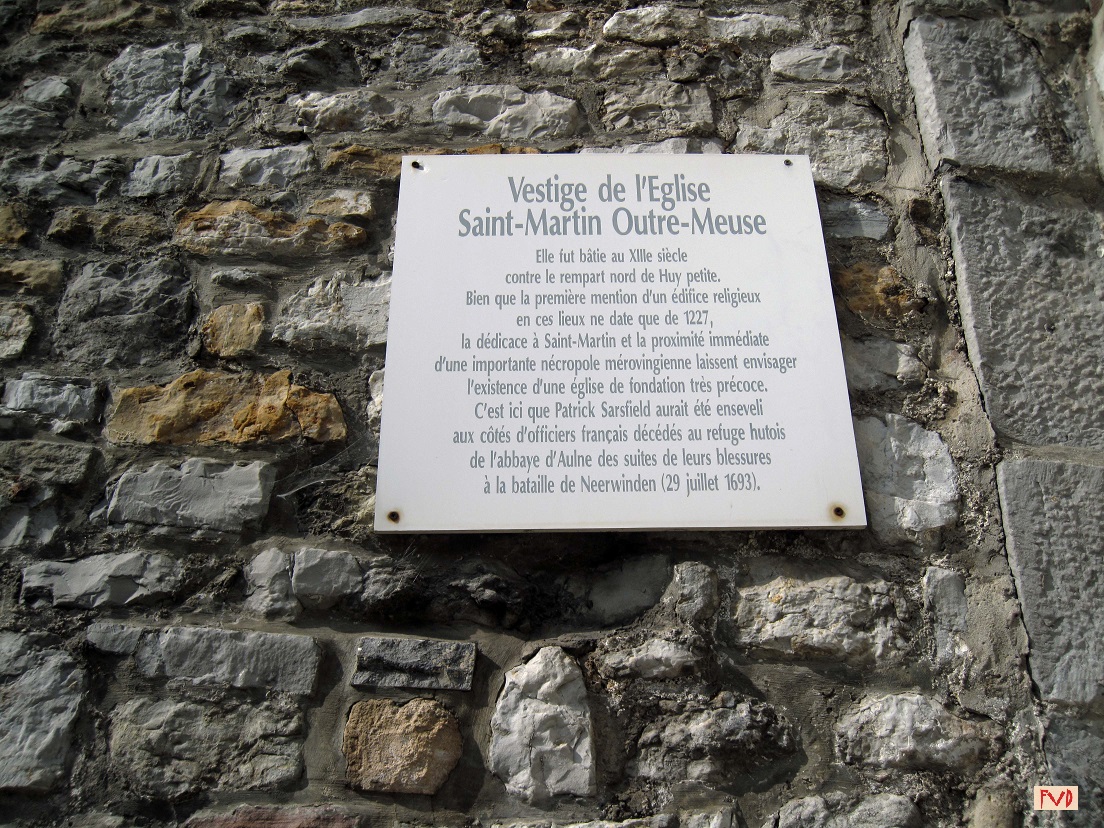 Vestige de l'Eglise
Saint-Martin Outre-Meuse
Elle fut bâtie au XIIIe siècle
contre le rempart nord de Huy petite.
Bien que la première mention d'un édifice religieux
en ces lieux ne date que de 1227,
la dédicace à Saint-Martin et la proximité immédiate
d'une importante nécropole mérovingienne laissent envisager
l'existence d'une église de fondation très précoce.
C'est ici que Patrick Sarsfield aurait été enseveli
aux côtés d'officiers français décédés au refuge hutois
de l'abbaye d'Aulne des suites de leurs blessures
à la bataille de Neerwinden (29 juillet 1693).
FVD